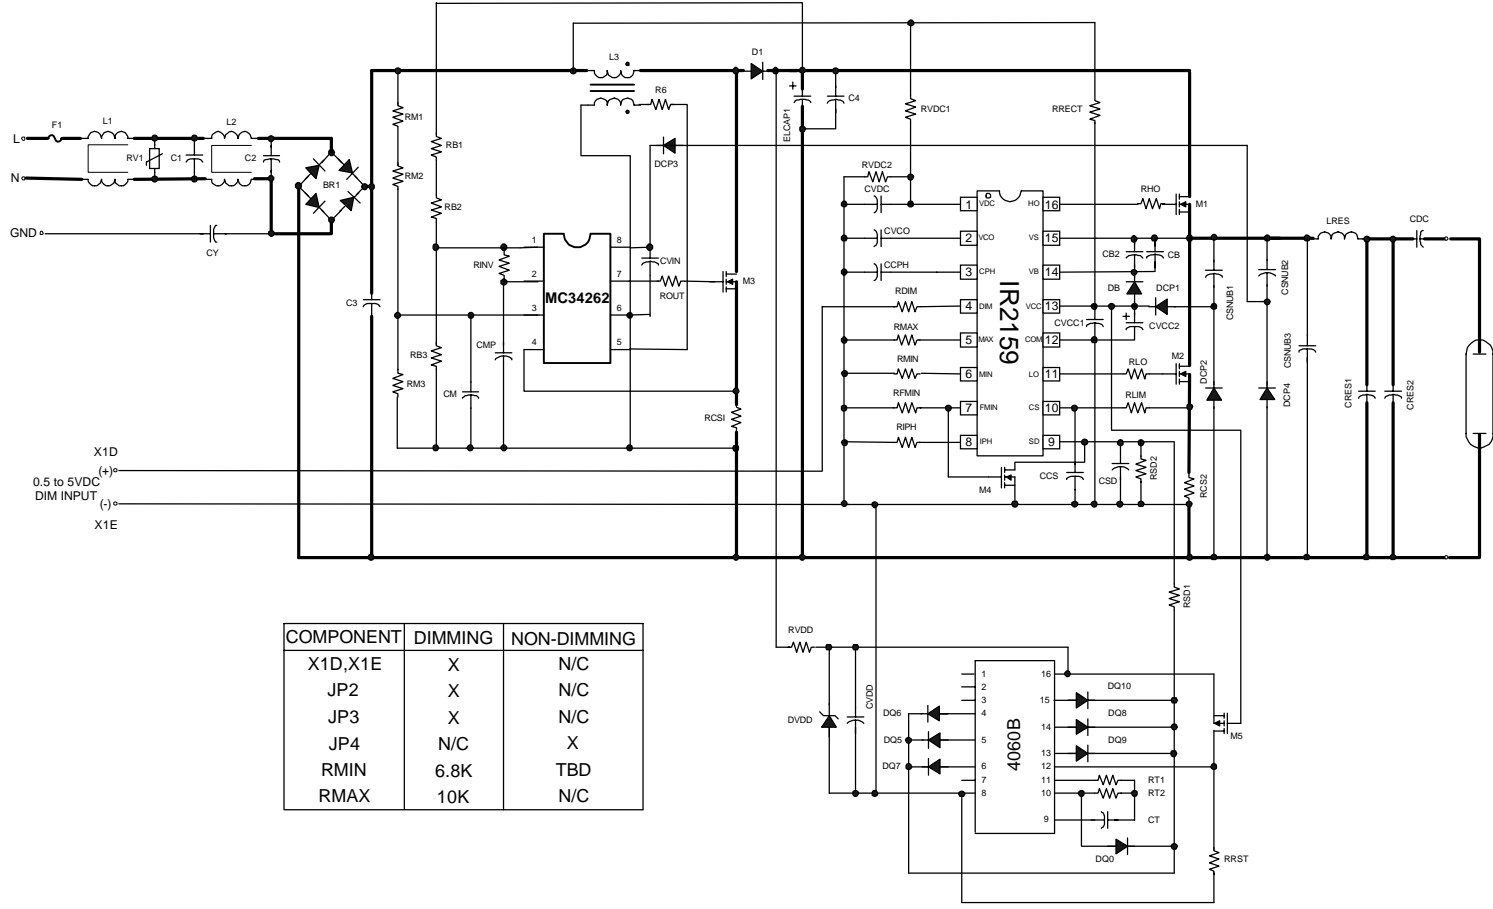 L3
D1
F1
L1
L2
L
N
RV1
C1
C2
BR1
GND
CY
C3
RM1
RM2
RM3
RB1
RB2
RB3
R6
DCP3
RINV
CMP
CM
MC34262
1
2
3
4
8
7
6
5
CVIN
ROUT
M3
RCSI
+
ELCAP1
C4
RVDC1
RRECT
RVDC2
CVDC
CVCO
CCPH
RDIM
RMAX
RMIN
RFMIN
RIPH
IR2159
1 VDC HO 16
2 VCO VS 15
3 CPH VB 14
4 DIM VCC 13
5 MAX COM 12
6 MIN LO 11
7 FMIN CS 10
8 IPH SD 9
RHO
M1
CB2
CB
DB
DCP1
+
CVCC1
CVCC2
RLO
M2
RLIM
M4
CCS
CSD
RSD2
RCS2
CSNUB1
CSNUB2
CSNUB3
DCP2
DCP4
LRES
CDC
CRES1
CRES2
X1D
(+)
0.5 to 5VDC
DIM INPUT
(-)
X1E
RSD1
COMPONENT DIMMING NON-DIMMING
X1D,X1E X N/C
JP2 X N/C
JP3 X N/C
JP4 N/C X
RMIN 6.8K TBD
RMAX 10K N/C
RVDD
DVDD
CVDD
DQ6
DQ5
DQ7
4060B
1
2
3
4
5
6
7
8
16
15
14
13
12
11
10
9
DQ10
DQ8
DQ9
M5
RT1
RT2
CT
DQ0
RRST